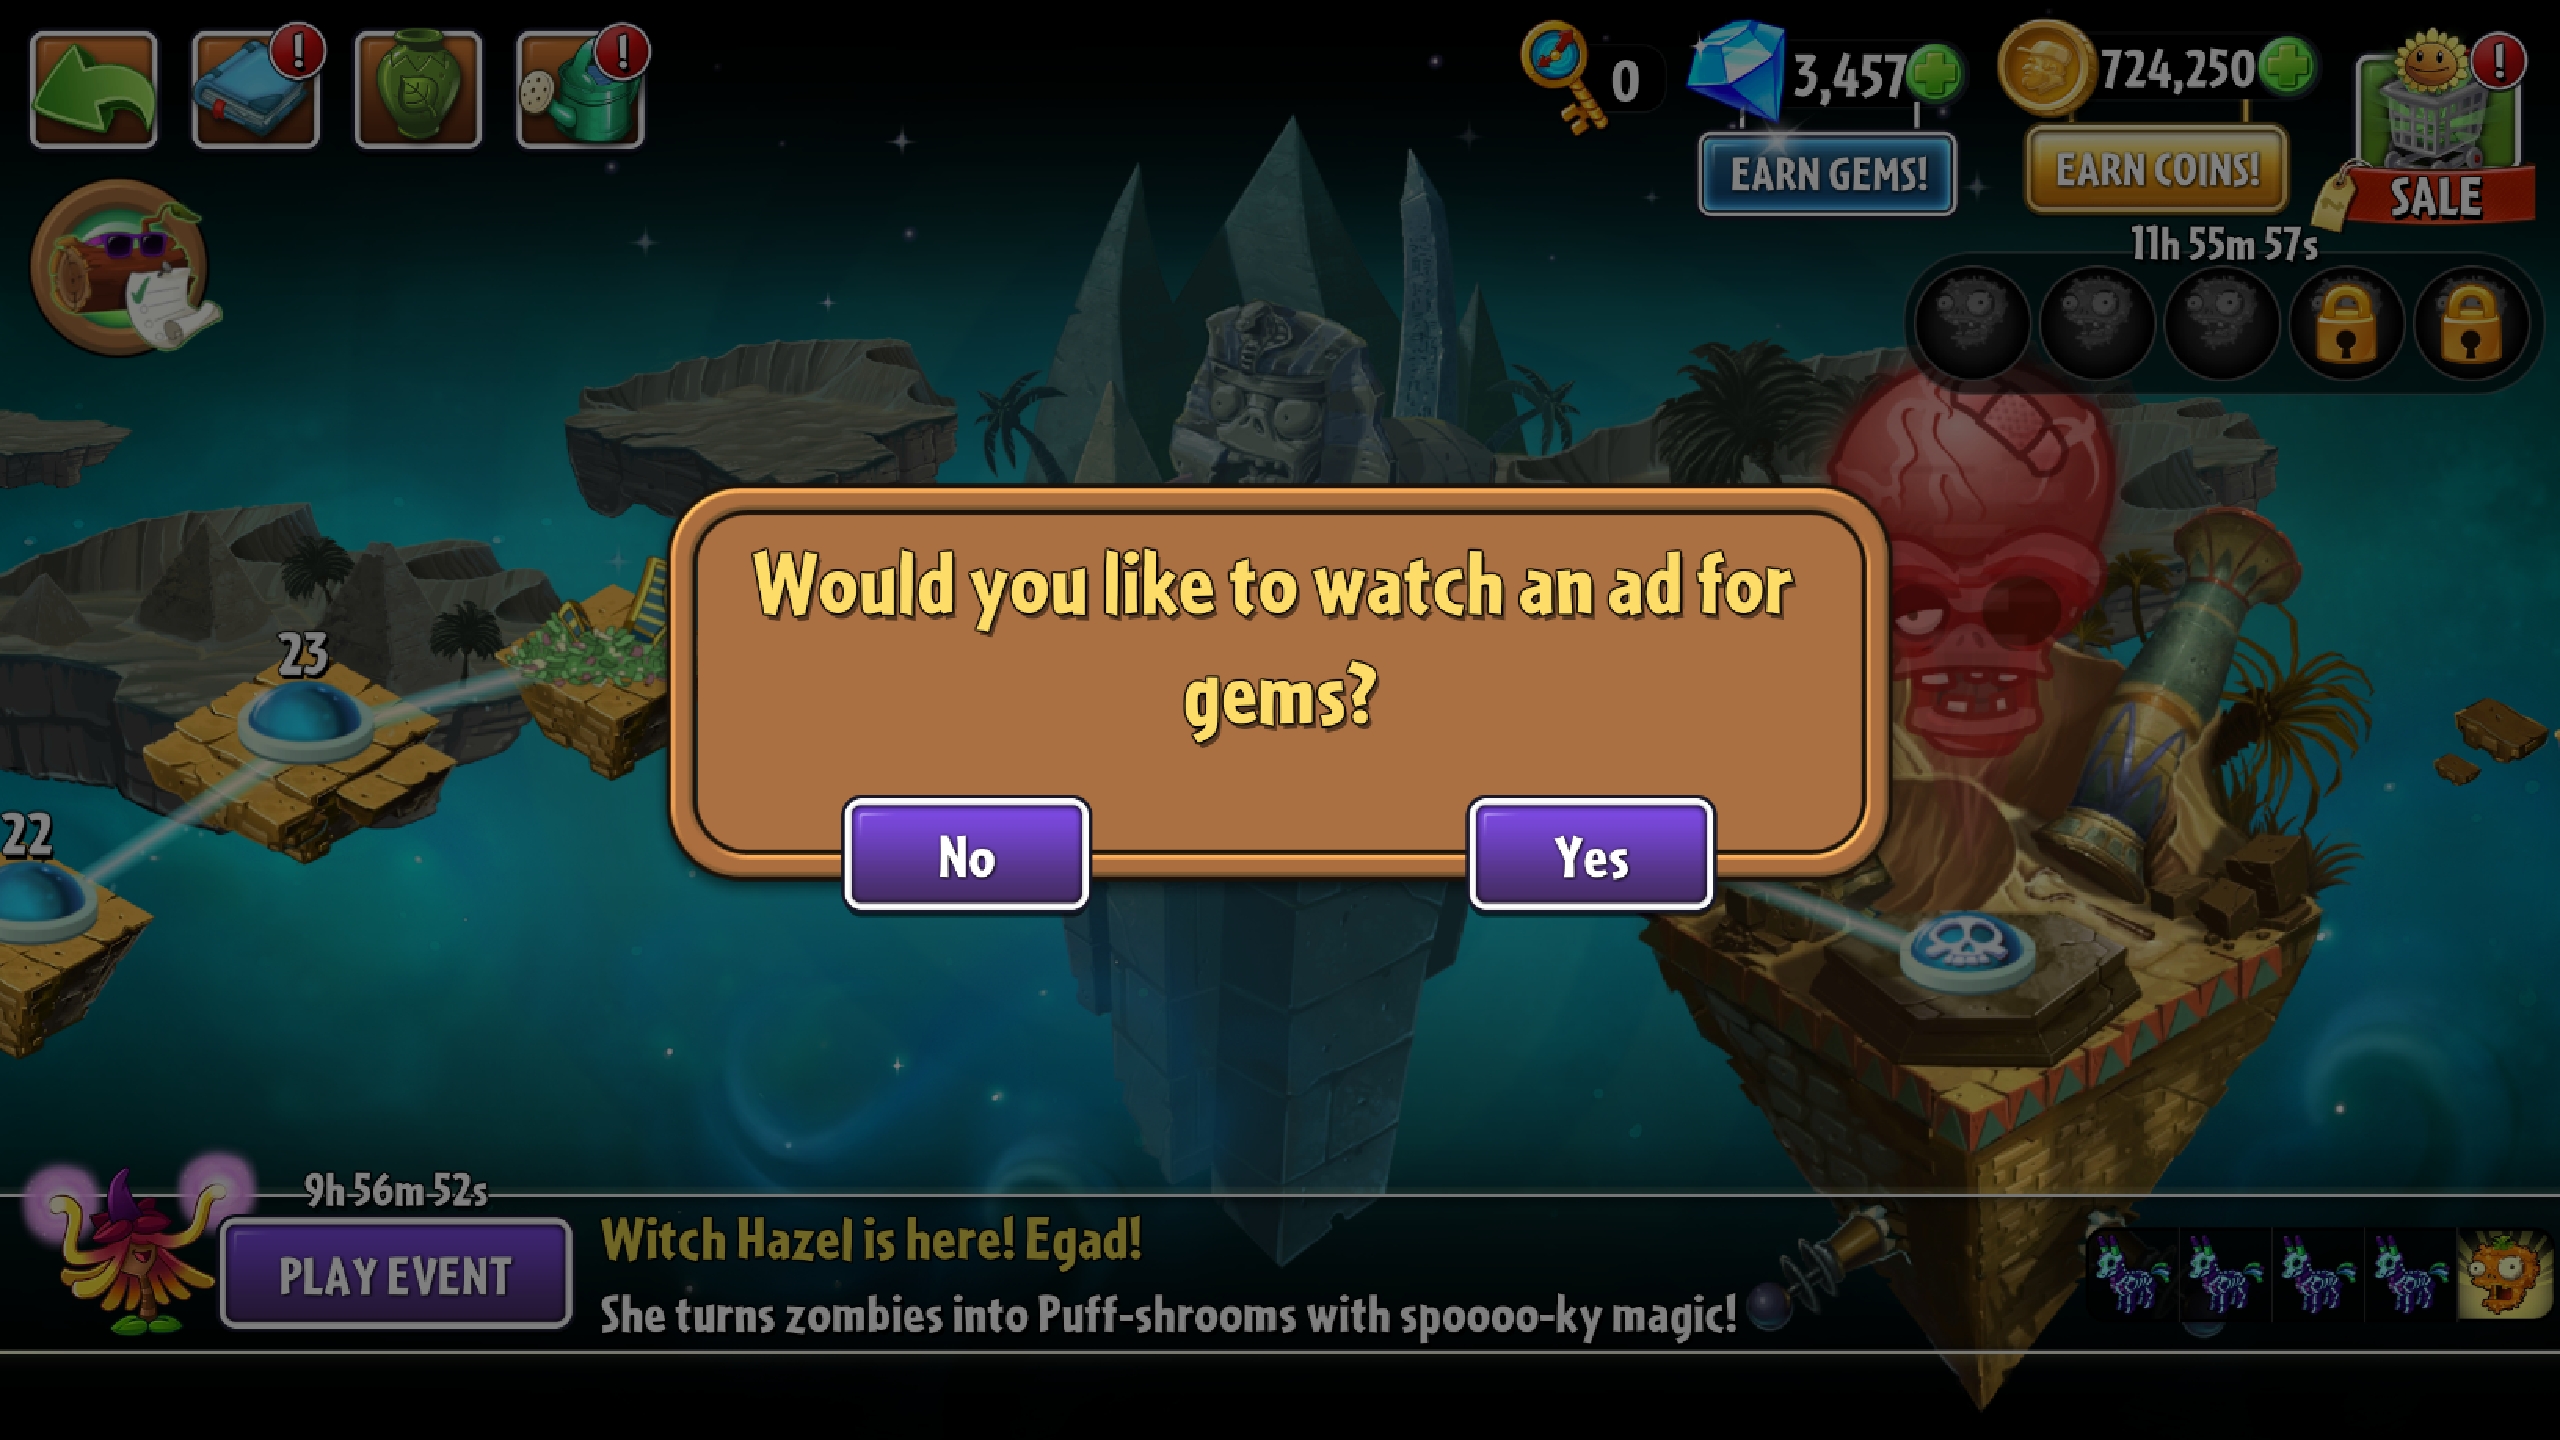 0
3,457
724,250
EARN GEMS!
EARN COINS!
SALE
11h 55m 57s
Would you like to watch an ad for
gems?
No
Yes
23
22
9h 56m 52s
PLAY EVENT
Witch Hazel is here! Egad!
She turns zombies into Puff-shrooms with spoooo-ky magic!